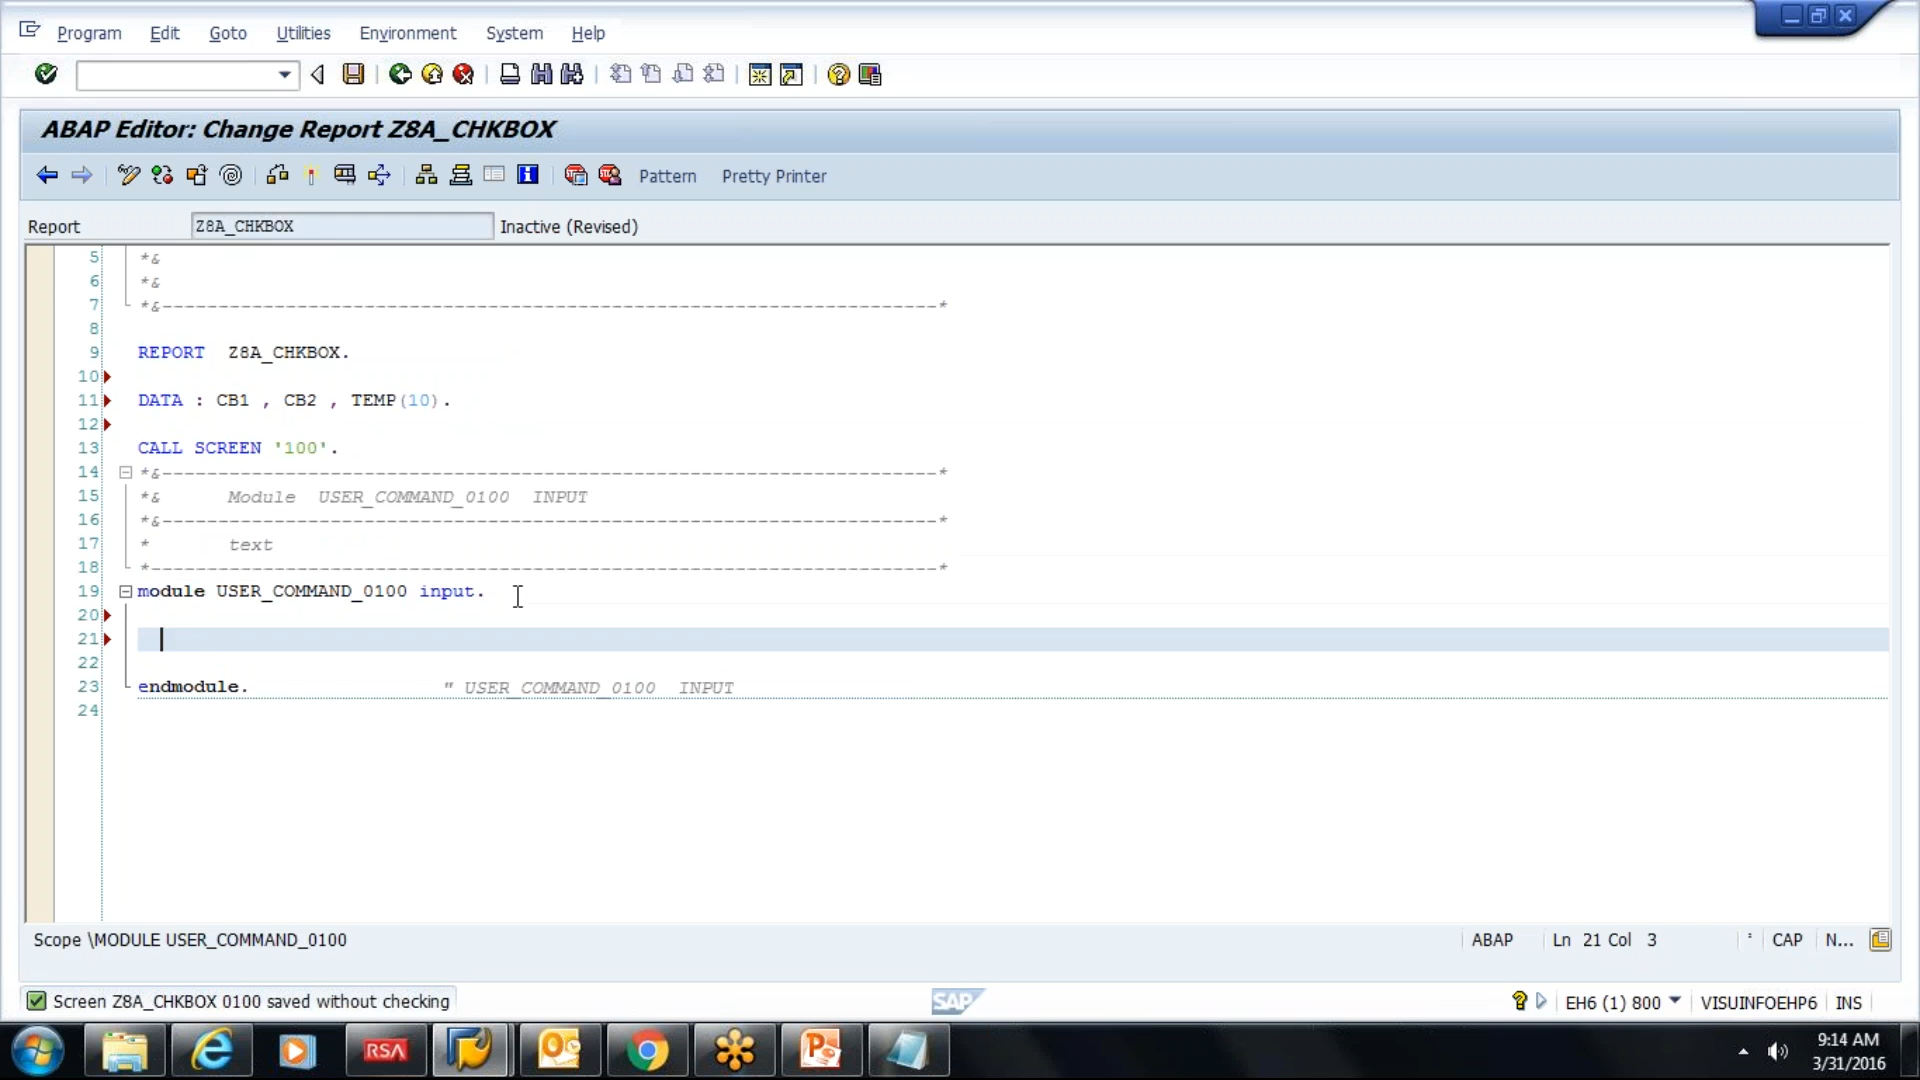 Program Edit Goto Utilities Environment System Help
ABAP Editor: Change Report Z8A_CHKBOX
Pattern Pretty Printer
Report Z8A_CHKBOX Inactive (Revised)
5 *&
6 *&
7 *&---------------------------------------------------------------------*
8
9 REPORT  Z8A_CHKBOX.
10
11 DATA : CB1 , CB2 , TEMP(10).
12
13 CALL SCREEN '100'.
14 *&---------------------------------------------------------------------*
15 *&      Module  USER_COMMAND_0100  INPUT
16 *&---------------------------------------------------------------------*
17 *       text
18 *----------------------------------------------------------------------*
19 module USER_COMMAND_0100 input.
20
21
22
23 endmodule.                 " USER_COMMAND_0100  INPUT
24
Scope \MODULE USER_COMMAND_0100 ABAP Ln 21 Col 3 * CAP N...
Screen Z8A_CHKBOX 0100 saved without checking SAP EH6 (1) 800 VISUINFOEHP6 INS
RSA
9:14 AM
3/31/2016